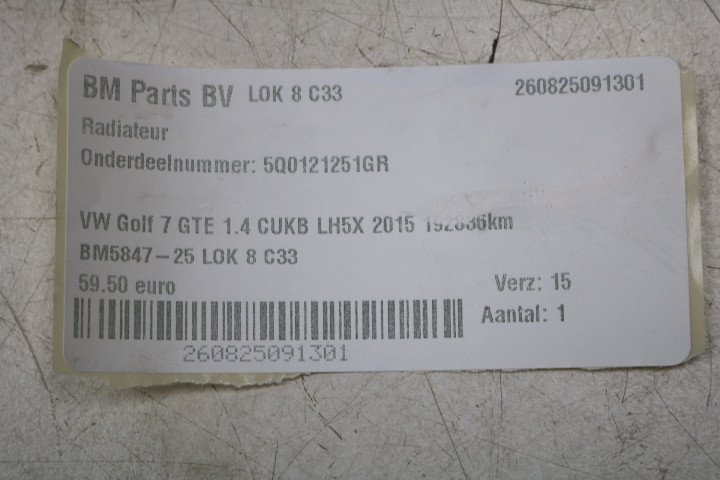 BM Parts BV LOK 8 C33 260825091301
Radiateur
Onderdeelnummer: 5Q0121251GR
VW Golf 7 GTE 1.4 CUKB LH5X 2015
BM5847-25 LOK 8 C33
59.50 euro Verz: 15
Aantal: 1
260825091301